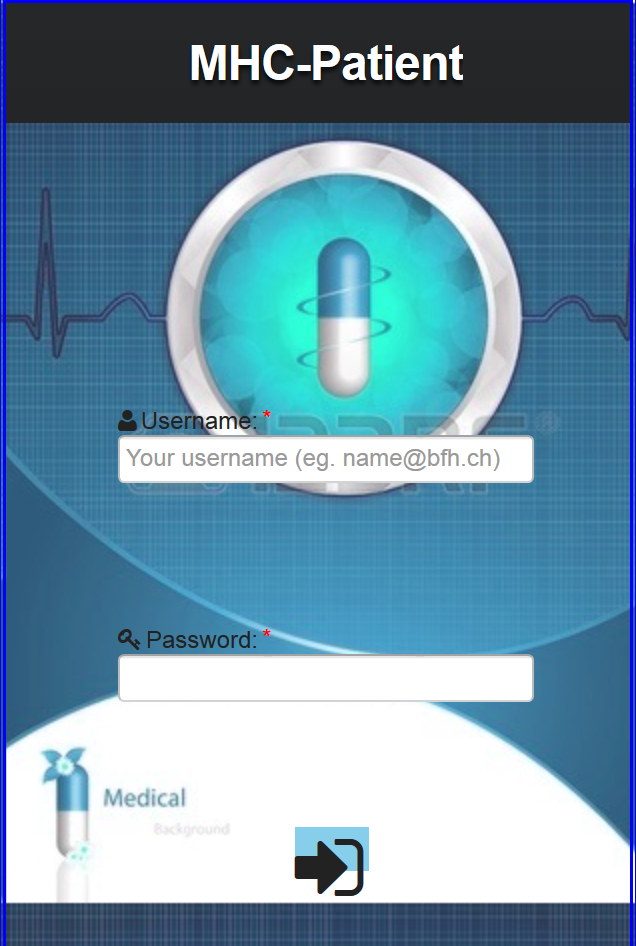 MHC-Patient
Username: *
Your username (eg. name@bfh.ch)
Password: *
Medical
Background